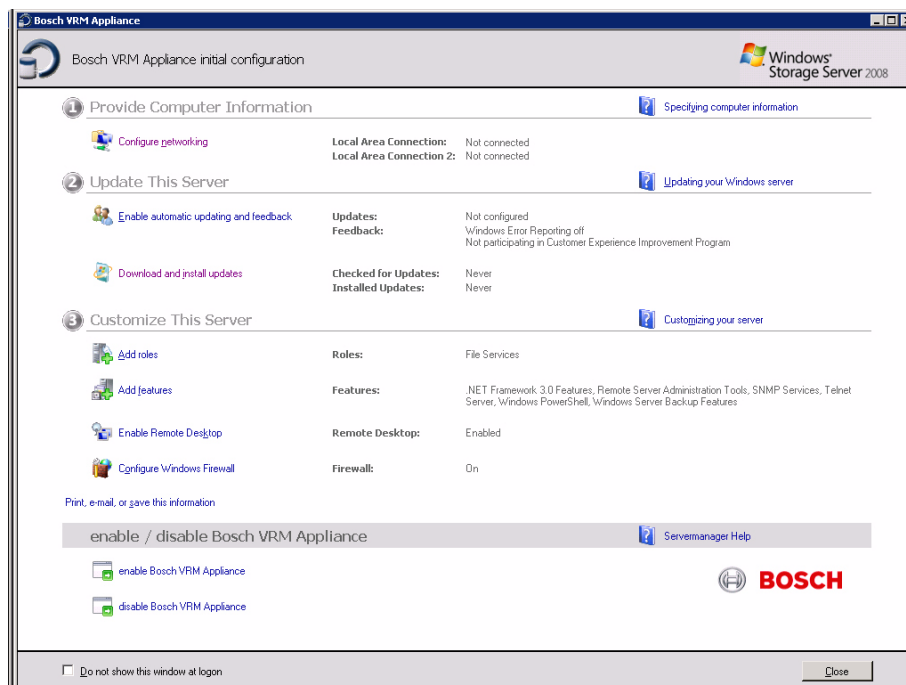 Bosch VRM Appliance
Bosch VRM Appliance initial configuration
Windows
Storage Server 2008
1 Provide Computer Information
Specifying computer information
Configure networking
Local Area Connection: Not connected
Local Area Connection 2: Not connected
2 Update This Server
Updating your Windows server
Enable automatic updating and feedback
Updates: Not configured
Feedback: Windows Error Reporting off
Not participating in Customer Experience Improvement Program
Download and install updates
Checked for Updates: Never
Installed Updates: Never
3 Customize This Server
Customizing your server
Add roles
Roles: File Services
Add features
Features: .NET Framework 3.0 Features, Remote Server Administration Tools, SNMP Services, Telnet
Server, Windows PowerShell, Windows Server Backup Features
Enable Remote Desktop
Remote Desktop: Enabled
Configure Windows Firewall
Firewall: On
Print, e-mail, or save this information
enable / disable Bosch VRM Appliance
Servermanager Help
enable Bosch VRM Appliance
BOSCH
disable Bosch VRM Appliance
Do not show this window at logon
Close